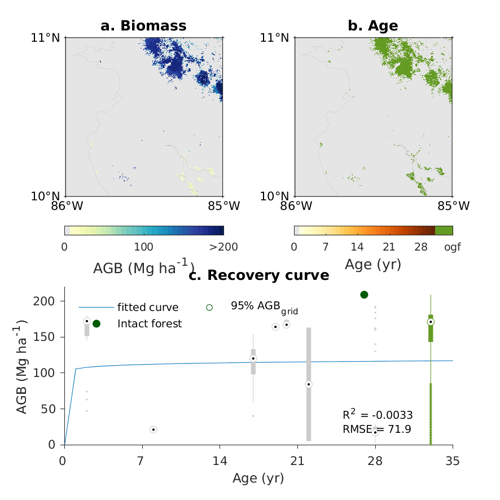 a. Biomass
b. Age
11°N
11°N
10°N
10°N
86°W
85°W
86°W
85°W
0
100
>200
0
7
14
21
28
ogf
AGB (Mg ha-1)
Age (yr)
c. Recovery curve
200
150
100
50
0
AGB (Mg ha-1)
fitted curve
95% AGBgrid
Intact forest
R2 = -0.0033
RMSE = 71.9
0
7
14
21
28
35
Age (yr)